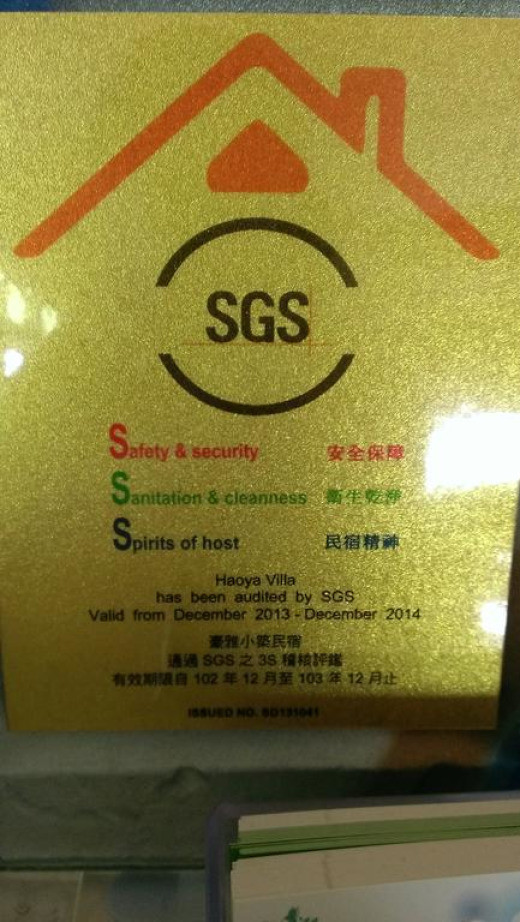 SGS
Safety & security 安全保障
Sanitation & cleanness 衛生乾淨
Spirits of host 民宿精神
Haoya Villa
has been audited by SGS
Valid from December 2013 - December 2014
豪雅小築民宿
通過 SGS 之 3S 稽核評鑑
有效期限自 102 年 12 月至 103 年 12 月止
ISSUED NO. SD131041